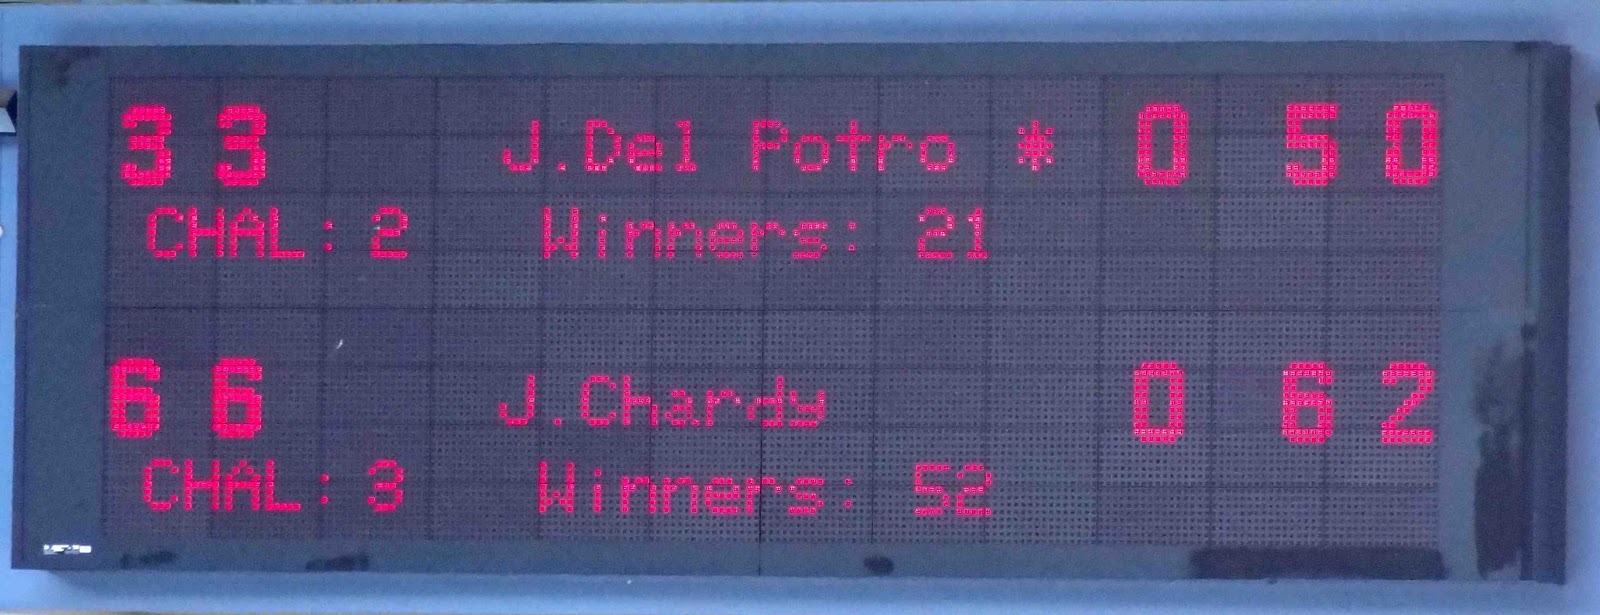 3 3 J.Del Potro * 0 5 0
CHAL: 2 Winners: 21
6 6 J.Chardy 0 6 2
CHAL: 3 Winners: 52